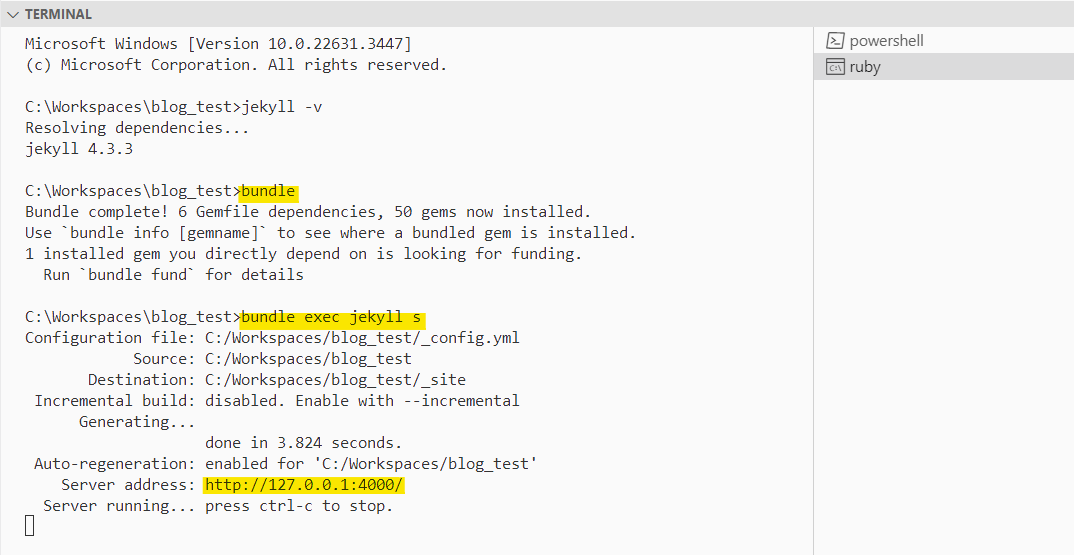 TERMINAL
Microsoft Windows [Version 10.0.22631.3447]
(c) Microsoft Corporation. All rights reserved.
C:\Workspaces\blog_test>jekyll -v
Resolving dependencies...
jekyll 4.3.3
C:\Workspaces\blog_test>bundle
Bundle complete! 6 Gemfile dependencies, 50 gems now installed.
Use `bundle info [gemname]` to see where a bundled gem is installed.
1 installed gem you directly depend on is looking for funding.
  Run `bundle fund` for details
C:\Workspaces\blog_test>bundle exec jekyll s
Configuration file: C:/Workspaces/blog_test/_config.yml
            Source: C:/Workspaces/blog_test
       Destination: C:/Workspaces/blog_test/_site
 Incremental build: disabled. Enable with --incremental
      Generating...
                    done in 3.824 seconds.
 Auto-regeneration: enabled for 'C:/Workspaces/blog_test'
    Server address: http://127.0.0.1:4000/
  Server running... press ctrl-c to stop.
powershell
ruby